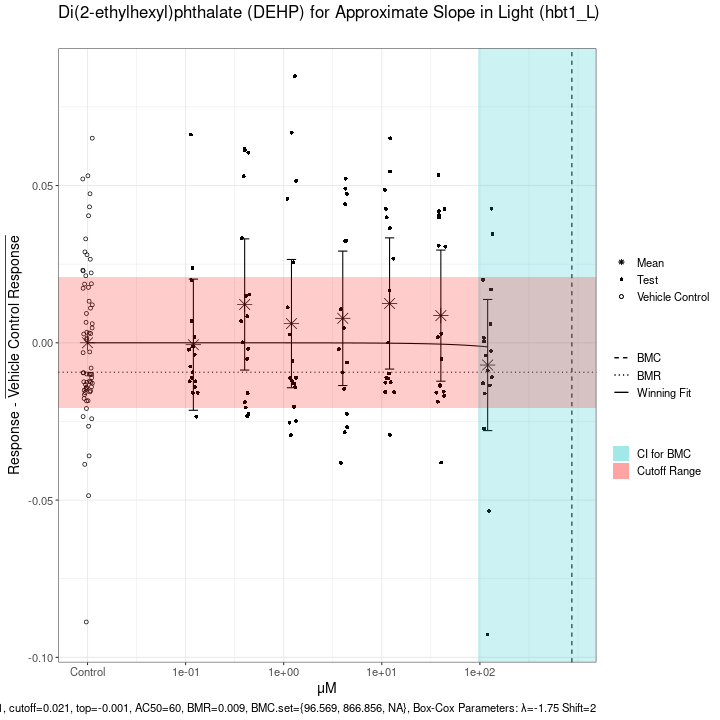 Di(2-ethylhexyl)phthalate (DEHP) for Approximate Slope in Light (hbt1_L)
Response - Vehicle Control Response
0.05
0.00
-0.05
-0.10
Control
1e-01
1e+00
1e+01
1e+02
µM
Mean
Test
Vehicle Control
BMC
BMR
Winning Fit
CI for BMC
Cutoff Range
, cutoff=0.021, top=-0.001, AC50=60, BMR=0.009, BMC.set={96.569, 866.856, NA}, Box-Cox Parameters: λ=-1.75 Shift=2